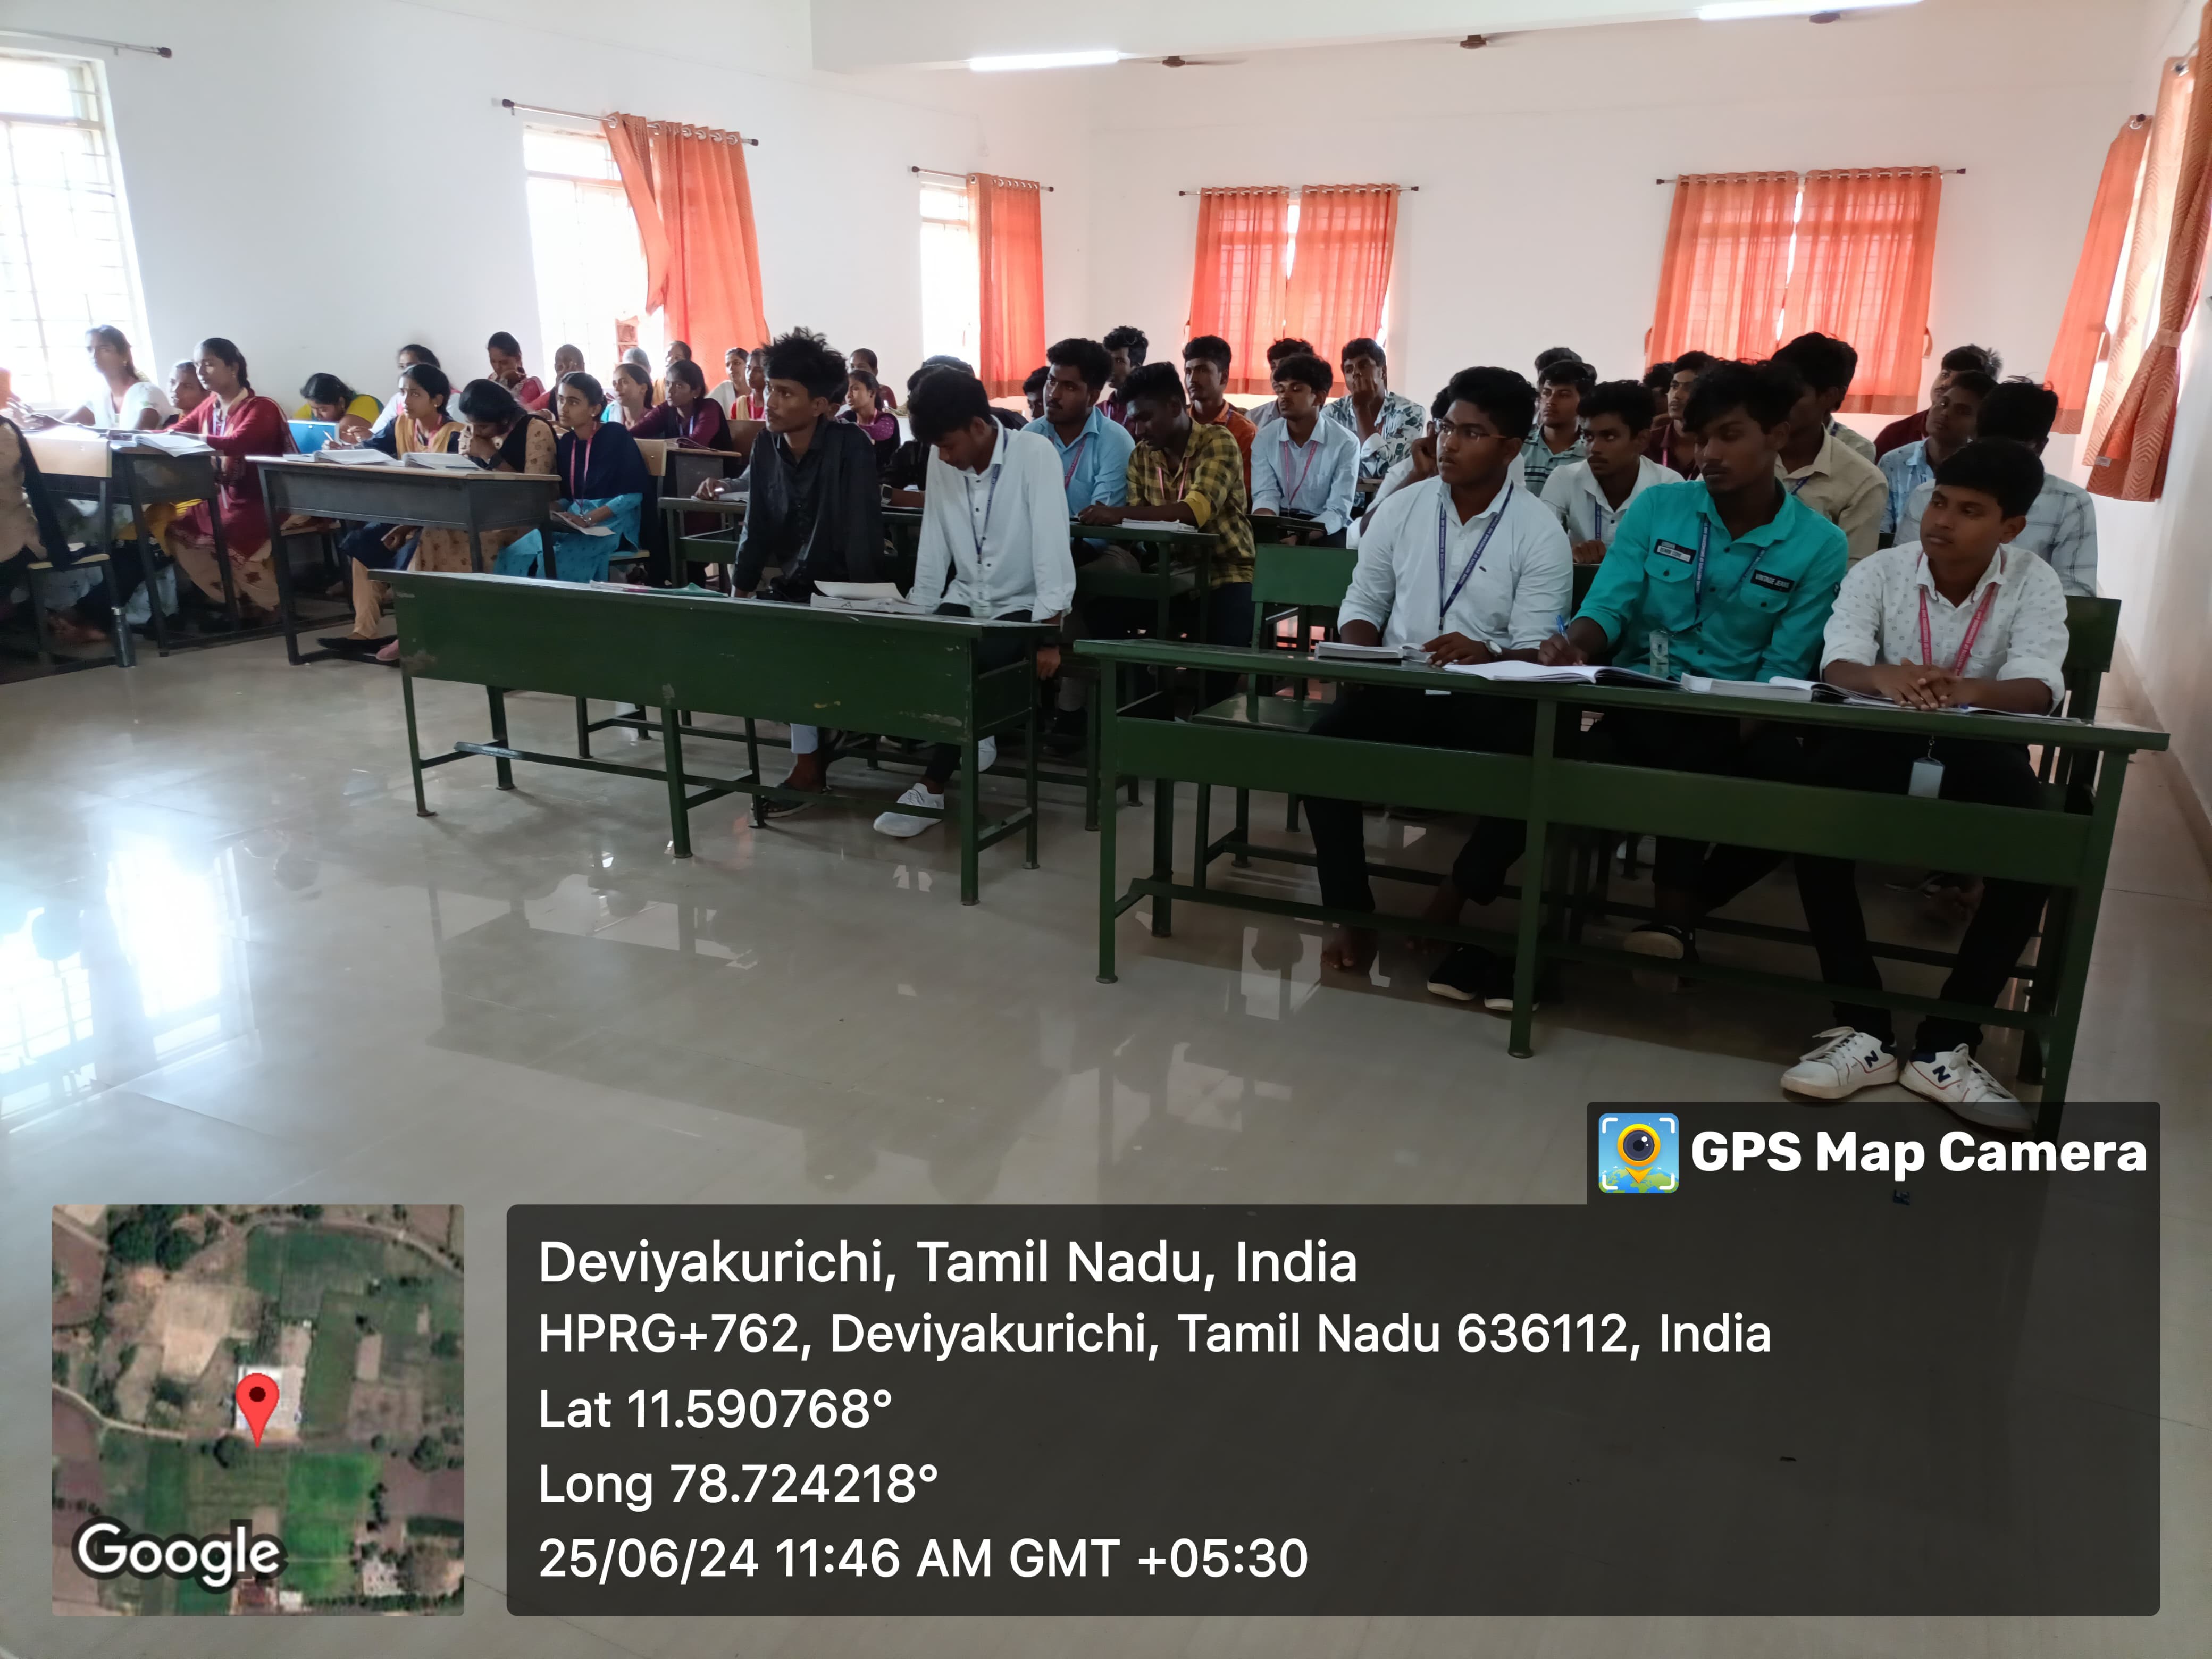 GPS Map Camera
Deviyakurichi, Tamil Nadu, India
HPRG+762, Deviyakurichi, Tamil Nadu 636112, India
Lat 11.590768°
Long 78.724218°
25/06/24 11:46 AM GMT +05:30
Google